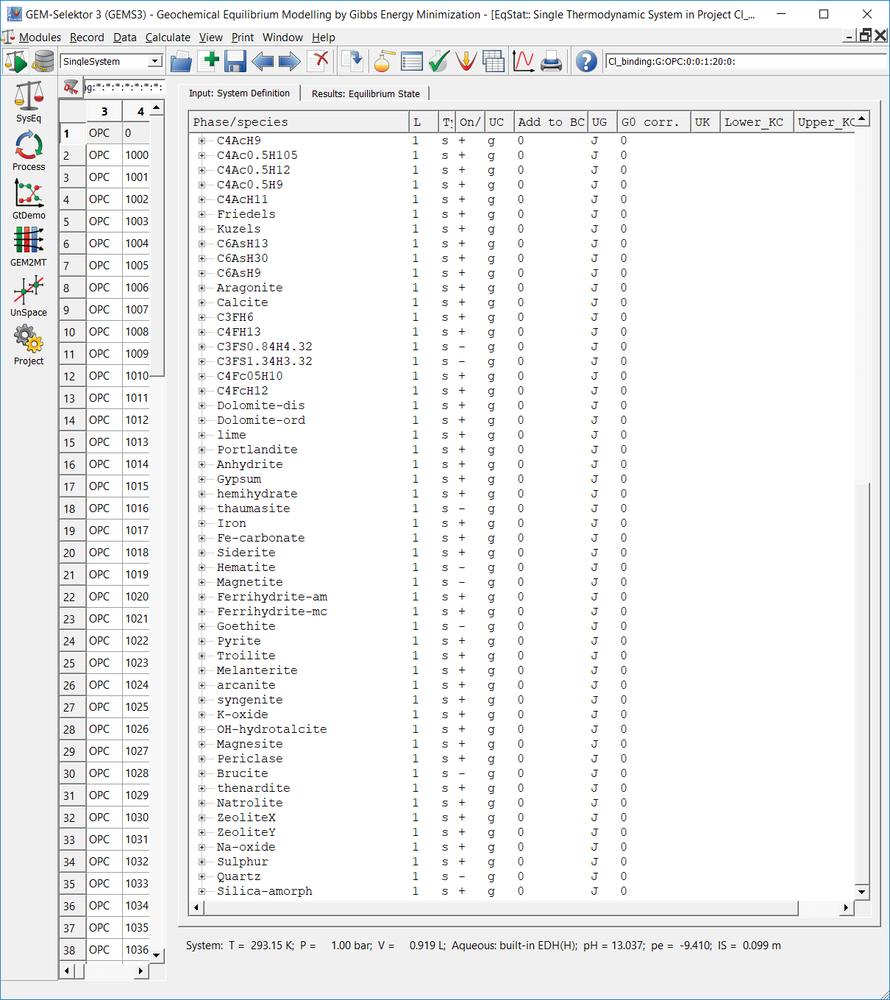 GEM-Selektor 3 (GEMS3) - Geochemical Equilibrium Modelling by Gibbs Energy Minimization - [EqStat:: Single Thermodynamic System in Project Cl_...
Modules Record Data Calculate View Print Window Help
SingleSystem Cl_binding:G:OPC:0:0:1:20:0:
SysEq
Process
GtDemo
GEM2MT
UnSpace
Project
g:*:*:*:*:*:*:*:
3 4
1 OPC 0
2 OPC 1000
3 OPC 1001
4 OPC 1002
5 OPC 1003
6 OPC 1004
7 OPC 1005
8 OPC 1006
9 OPC 1007
10 OPC 1008
11 OPC 1009
12 OPC 1010
13 OPC 1011
14 OPC 1012
15 OPC 1013
16 OPC 1014
17 OPC 1015
18 OPC 1016
19 OPC 1017
20 OPC 1018
21 OPC 1019
22 OPC 1020
23 OPC 1021
24 OPC 1022
25 OPC 1023
26 OPC 1024
27 OPC 1025
28 OPC 1026
29 OPC 1027
30 OPC 1028
31 OPC 1029
32 OPC 1030
33 OPC 1031
34 OPC 1032
35 OPC 1033
36 OPC 1034
37 OPC 1035
38 OPC 1036
Input: System Definition Results: Equilibrium State
Phase/species L Ty On/ UC Add to BC UG G0 corr. UK Lower_KC Upper_KC
C4AcH9 1 s + g 0 J 0
C4Ac0.5H105 1 s + g 0 J 0
C4Ac0.5H12 1 s + g 0 J 0
C4Ac0.5H9 1 s + g 0 J 0
C4AcH11 1 s + g 0 J 0
Friedels 1 s + g 0 J 0
Kuzels 1 s + g 0 J 0
C6AsH13 1 s + g 0 J 0
C6AsH30 1 s + g 0 J 0
C6AsH9 1 s + g 0 J 0
Aragonite 1 s + g 0 J 0
Calcite 1 s + g 0 J 0
C3FH6 1 s + g 0 J 0
C4FH13 1 s + g 0 J 0
C3FS0.84H4.32 1 s - g 0 J 0
C3FS1.34H3.32 1 s - g 0 J 0
C4Fc05H10 1 s + g 0 J 0
C4FcH12 1 s + g 0 J 0
Dolomite-dis 1 s + g 0 J 0
Dolomite-ord 1 s + g 0 J 0
lime 1 s + g 0 J 0
Portlandite 1 s + g 0 J 0
Anhydrite 1 s + g 0 J 0
Gypsum 1 s + g 0 J 0
hemihydrate 1 s + g 0 J 0
thaumasite 1 s - g 0 J 0
Iron 1 s + g 0 J 0
Fe-carbonate 1 s + g 0 J 0
Siderite 1 s + g 0 J 0
Hematite 1 s - g 0 J 0
Magnetite 1 s - g 0 J 0
Ferrihydrite-am 1 s + g 0 J 0
Ferrihydrite-mc 1 s + g 0 J 0
Goethite 1 s - g 0 J 0
Pyrite 1 s + g 0 J 0
Troilite 1 s + g 0 J 0
Melanterite 1 s + g 0 J 0
arcanite 1 s + g 0 J 0
syngenite 1 s + g 0 J 0
K-oxide 1 s + g 0 J 0
OH-hydrotalcite 1 s + g 0 J 0
Magnesite 1 s + g 0 J 0
Periclase 1 s + g 0 J 0
Brucite 1 s - g 0 J 0
thenardite 1 s + g 0 J 0
Natrolite 1 s + g 0 J 0
ZeoliteX 1 s + g 0 J 0
ZeoliteY 1 s + g 0 J 0
Na-oxide 1 s + g 0 J 0
Sulphur 1 s + g 0 J 0
Quartz 1 s - g 0 J 0
Silica-amorph 1 s + g 0 J 0
System: T = 293.15 K; P = 1.00 bar; V = 0.919 L; Aqueous: built-in EDH(H); pH = 13.037; pe = -9.410; IS = 0.099 m